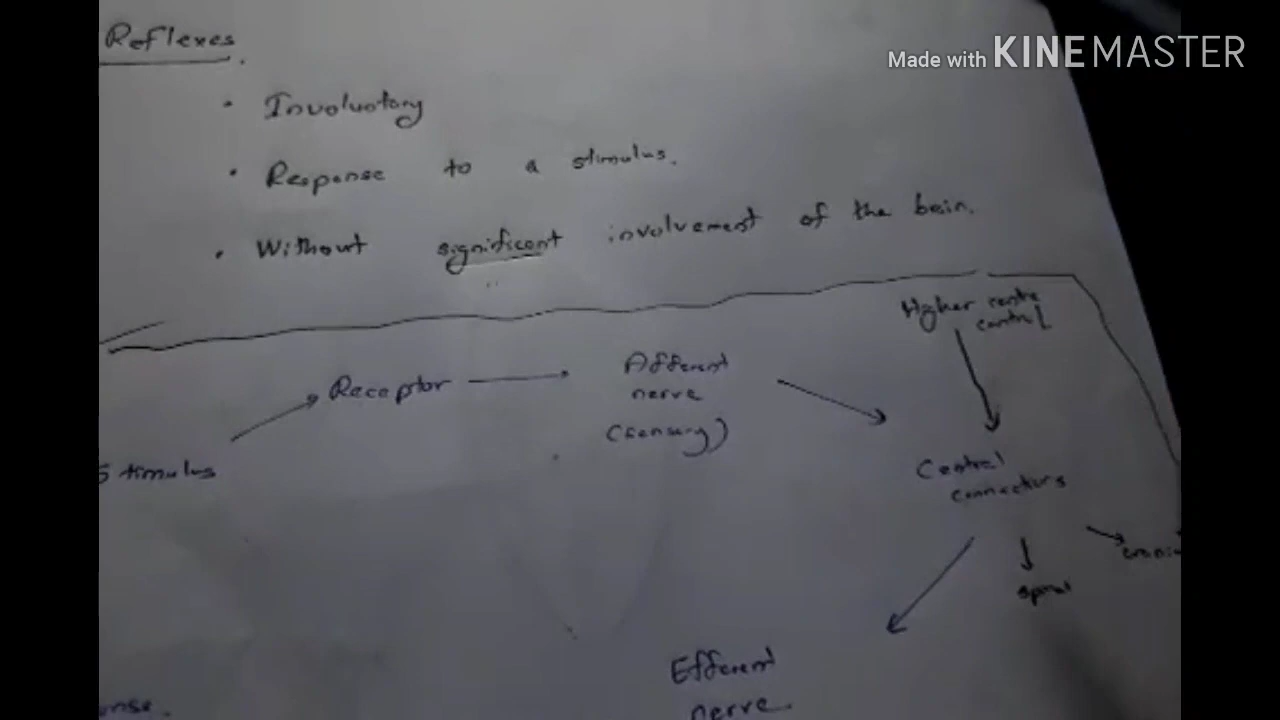 Reflexes.
Made with KINEMASTER
• Involuotary
• Response to a stimulus.
• Without significant involvement of the brain.
Higher centre
control
Receptor
Afferent
nerve
(sensory)
Stimulus
Central
connectors
spinal
Efferent
nerve.